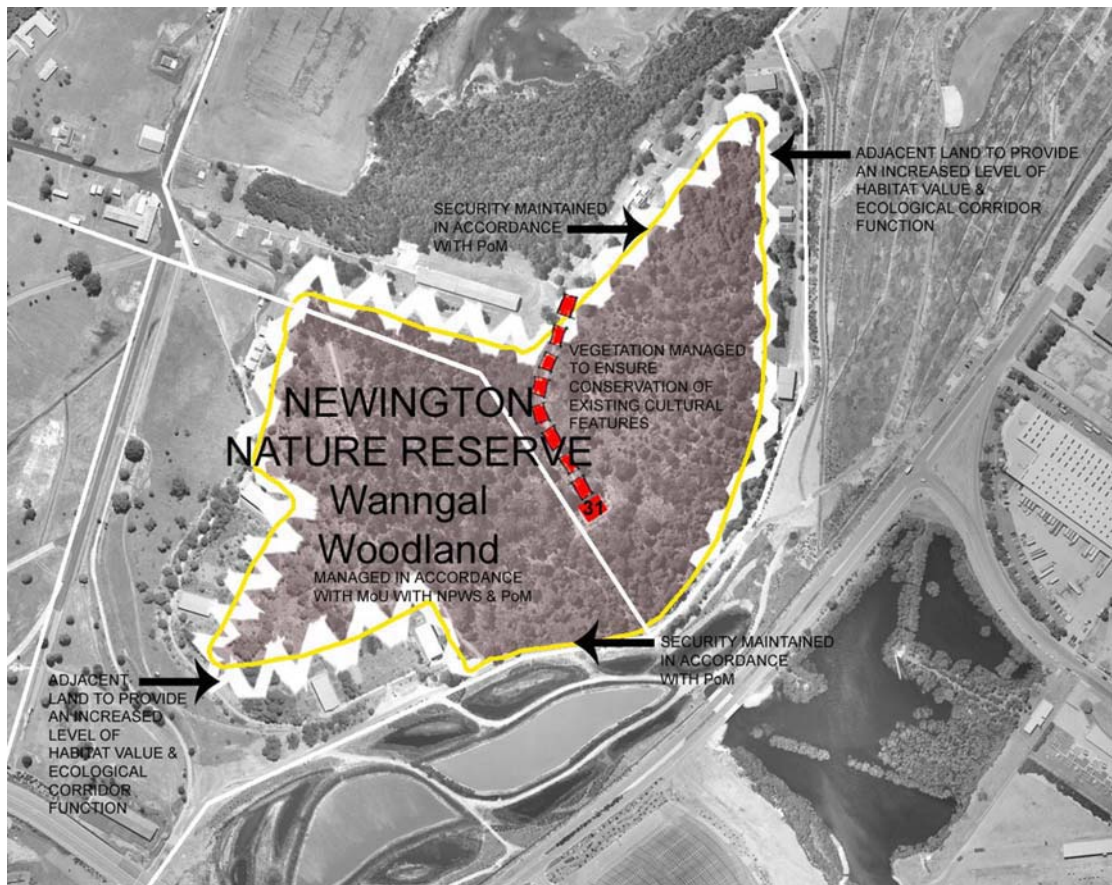 ADJACENT LAND TO PROVIDE
AN INCREASED LEVEL OF
HABITAT VALUE &
ECOLOGICAL CORRIDOR
FUNCTION
SECURITY MAINTAINED
IN ACCORDANCE
WITH PoM
VEGETATION MANAGED
TO ENSURE
CONSERVATION OF
EXISTING CULTURAL
FEATURES
NEWINGTON
NATURE RESERVE
Wanngal
Woodland
MANAGED IN ACCORDANCE
WITH MoU WITH NPWS & PoM
31
SECURITY MAINTAINED
IN ACCORDANCE
WITH PoM
ADJACENT
LAND TO PROVIDE
AN INCREASED
LEVEL OF
HABITAT VALUE &
ECOLOGICAL
CORRIDOR
FUNCTION